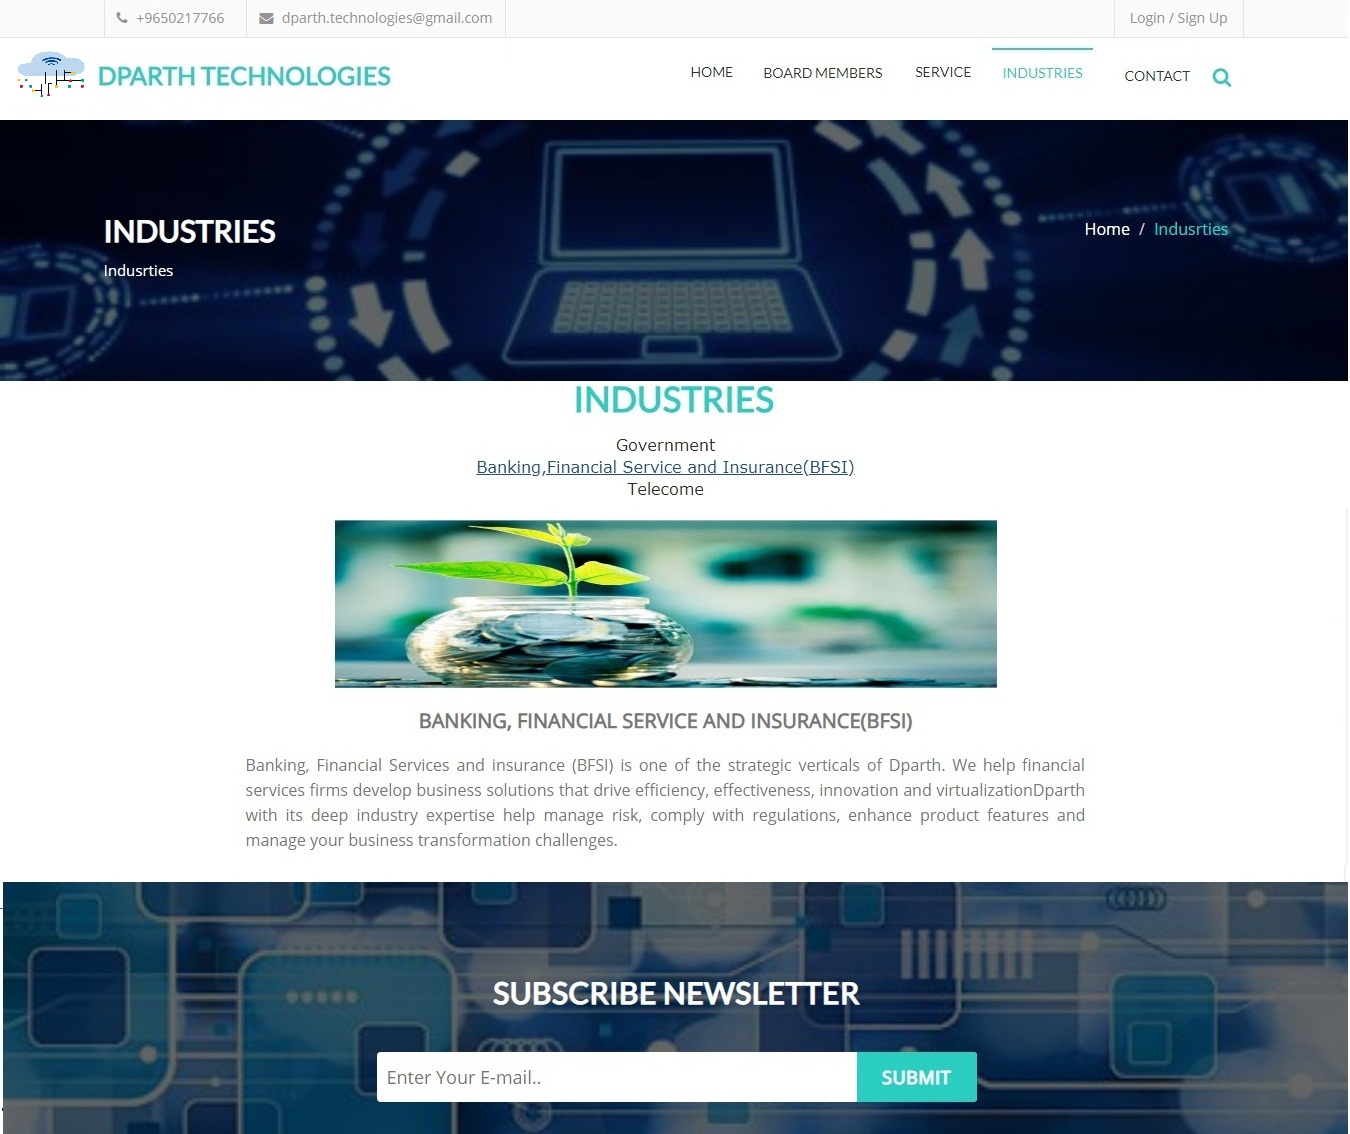 +9650217766
dparth.technologies@gmail.com
Login / Sign Up
DPARTH TECHNOLOGIES
HOME
BOARD MEMBERS
SERVICE
INDUSTRIES
CONTACT
INDUSTRIES
Indusrties
Home / Indusrties
INDUSTRIES
Government
Banking,Financial Service and Insurance(BFSI)
Telecome
BANKING, FINANCIAL SERVICE AND INSURANCE(BFSI)
Banking, Financial Services and insurance (BFSI) is one of the strategic verticals of Dparth. We help financial
services firms develop business solutions that drive efficiency, effectiveness, innovation and virtualizationDparth
with its deep industry expertise help manage risk, comply with regulations, enhance product features and
manage your business transformation challenges.
SUBSCRIBE NEWSLETTER
Enter Your E-mail..
SUBMIT